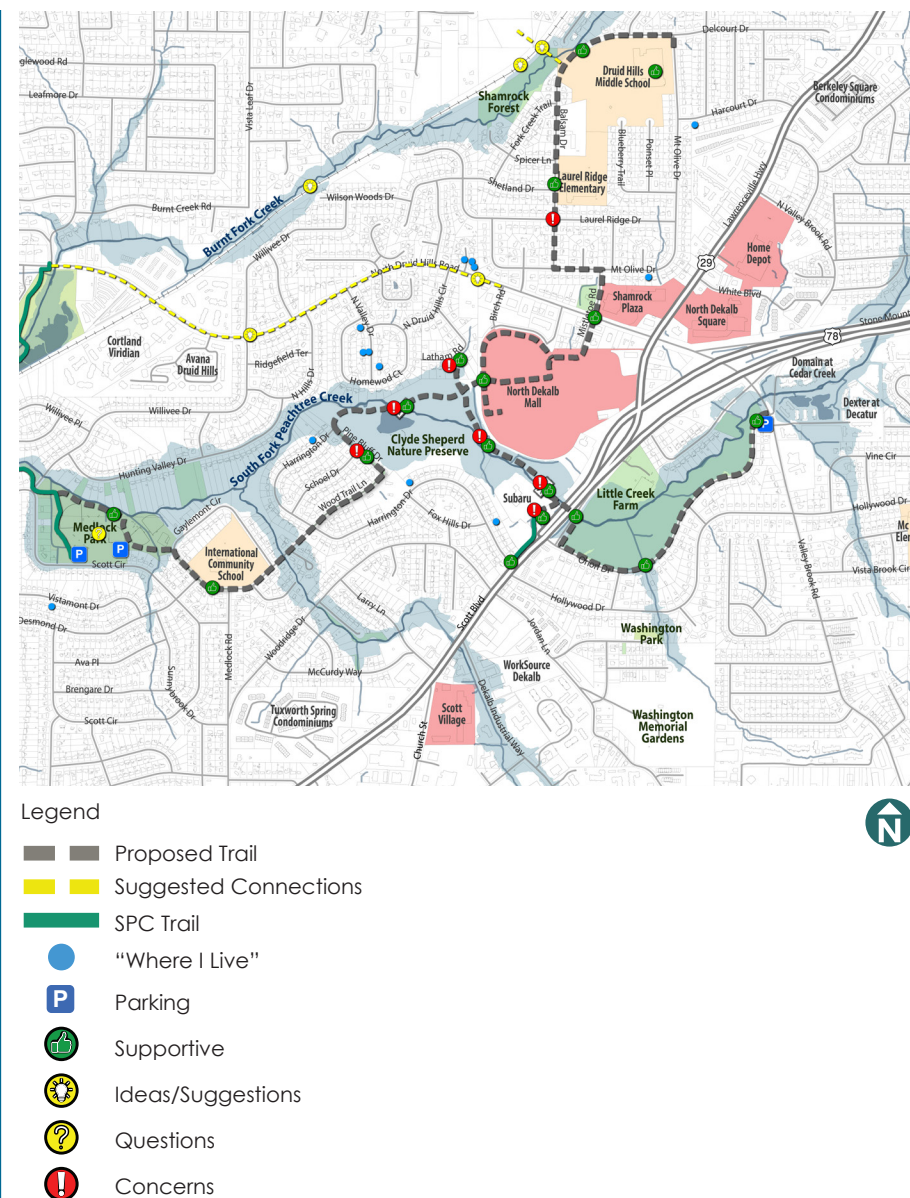 Delcourt Dr
glewood Rd
Druid Hills
Middle School
Leafmore Dr
Vista Leaf Dr
Shamrock
Forest
Berkeley Square
Condominiums
Harcourt Dr
Fork Creek Trail
Balsam Dr
Blueberry Trail
Poinset Pl
Mt Olive Dr
Spicer Ln
Shetland Dr
Laurel Ridge
Elementary
Lawrenceville Hwy
N Valley Brook Rd
Wilson Woods Dr
Burnt Creek Rd
Burnt Fork Creek
Laurel Ridge Dr
Willivee Dr
Home
Depot
29
North Druid Hills Road
Mt Olive Dr
White Blvd
Birch Rd
Mistletoe Rd
Shamrock
Plaza
North Dekalb
Square
N Druid Hills Cir
N Valley Dr
Stone Mount
78
Cortland
Viridian
Avana
Druid Hills
Ridgefield Ter
N Hills Dr
Latham Rd
Homewod Ct
Domain at
Cedar Creek
North Dekalb
Mall
Dexter at
Decatur
P
Willivee Pl
Willivee Dr
South Fork Peachtree Creek
Clyde Sheperd
Nature Preserve
Pine Bluff Dr
Harrington Dr
Vine Cir
Hunting Valley Dr
School Dr
Wood Trail Ln
Harrington Dr
Fox Hills Dr
Subaru
Little Creek
Farm
Hollywood Dr
Gaylemont Cir
Medlock
Park
P
P
Scott Cir
International
Community
School
Mc
Elen
Orion Dr
Valley Brook Rd
Vista Brook Cir
Vistamont Dr
Desmond Dr
Larry Ln
Scott Blvd
Hollywood Dr
Woodridge Dr
Jordan Ln
Washington
Park
Ava Pl
Sunnybrook Dr
Medlock Rd
McCurdy Way
WorkSource
Dekalb
Brengare Dr
Scott Cir
Tuxworth Spring
Condominiums
Church St
Scott
Village
Dekalb Industrial Way
Washington
Memorial
Gardens
Legend
N
Proposed Trail
Suggested Connections
SPC Trail
“Where I Live”
P Parking
Supportive
Ideas/Suggestions
? Questions
! Concerns